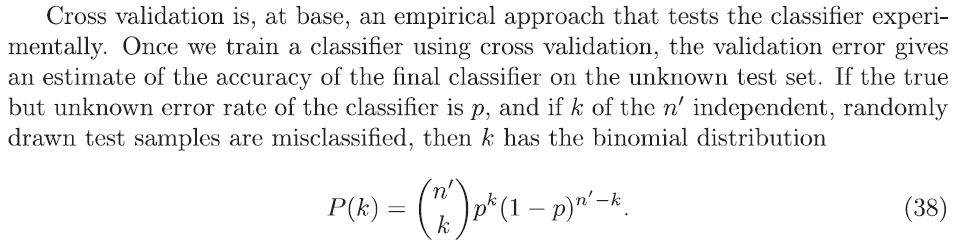 Cross validation is, at base, an empirical approach that tests the classifier experi-
mentally. Once we train a classifier using cross validation, the validation error gives
an estimate of the accuracy of the final classifier on the unknown test set. If the true
but unknown error rate of the classifier is p, and if k of the n′ independent, randomly
drawn test samples are misclassified, then k has the binomial distribution
P(k) = \binom{n'}{k} p^k (1 − p)^{n'−k}. (38)